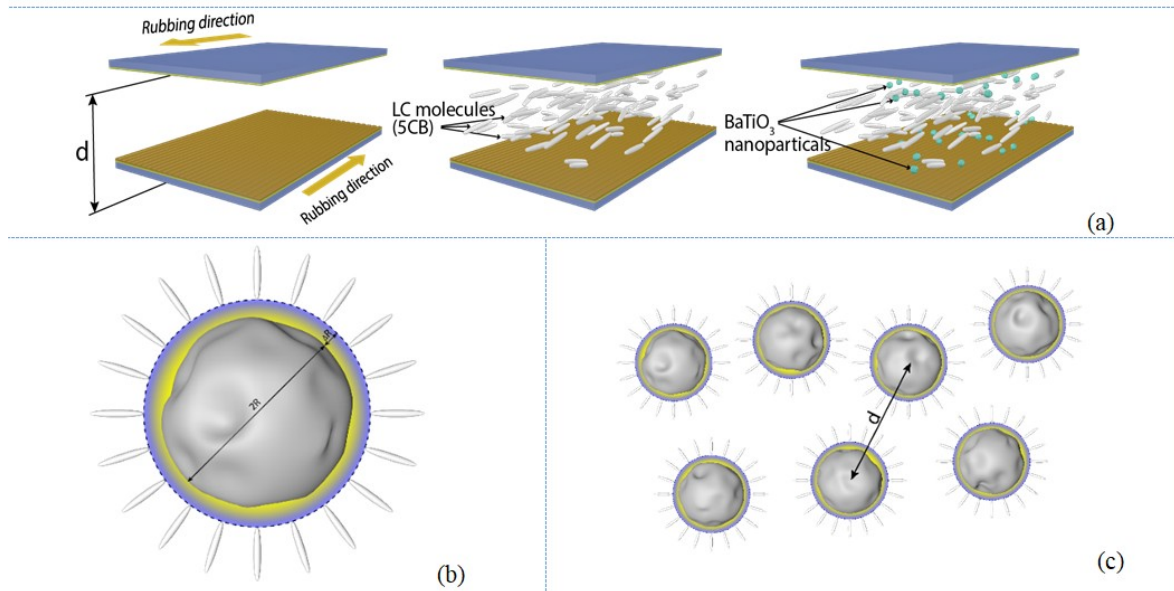 Rubbing direction
d
Rubbing direction
LC molecules
(5CB)
BaTiO₃
nanoparticals
(a)
2R
(b)
d
(c)